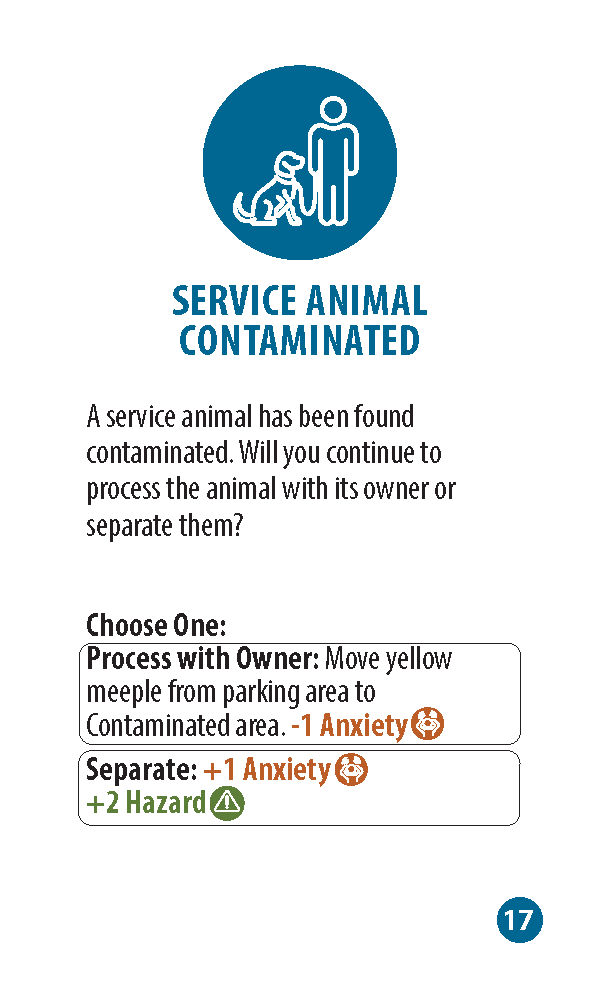 SERVICE ANIMAL
CONTAMINATED
A service animal has been found
contaminated. Will you continue to
process the animal with its owner or
separate them?
Choose One:
Process with Owner: Move yellow
meeple from parking area to
Contaminated area. -1 Anxiety
Separate: +1 Anxiety
+2 Hazard
17